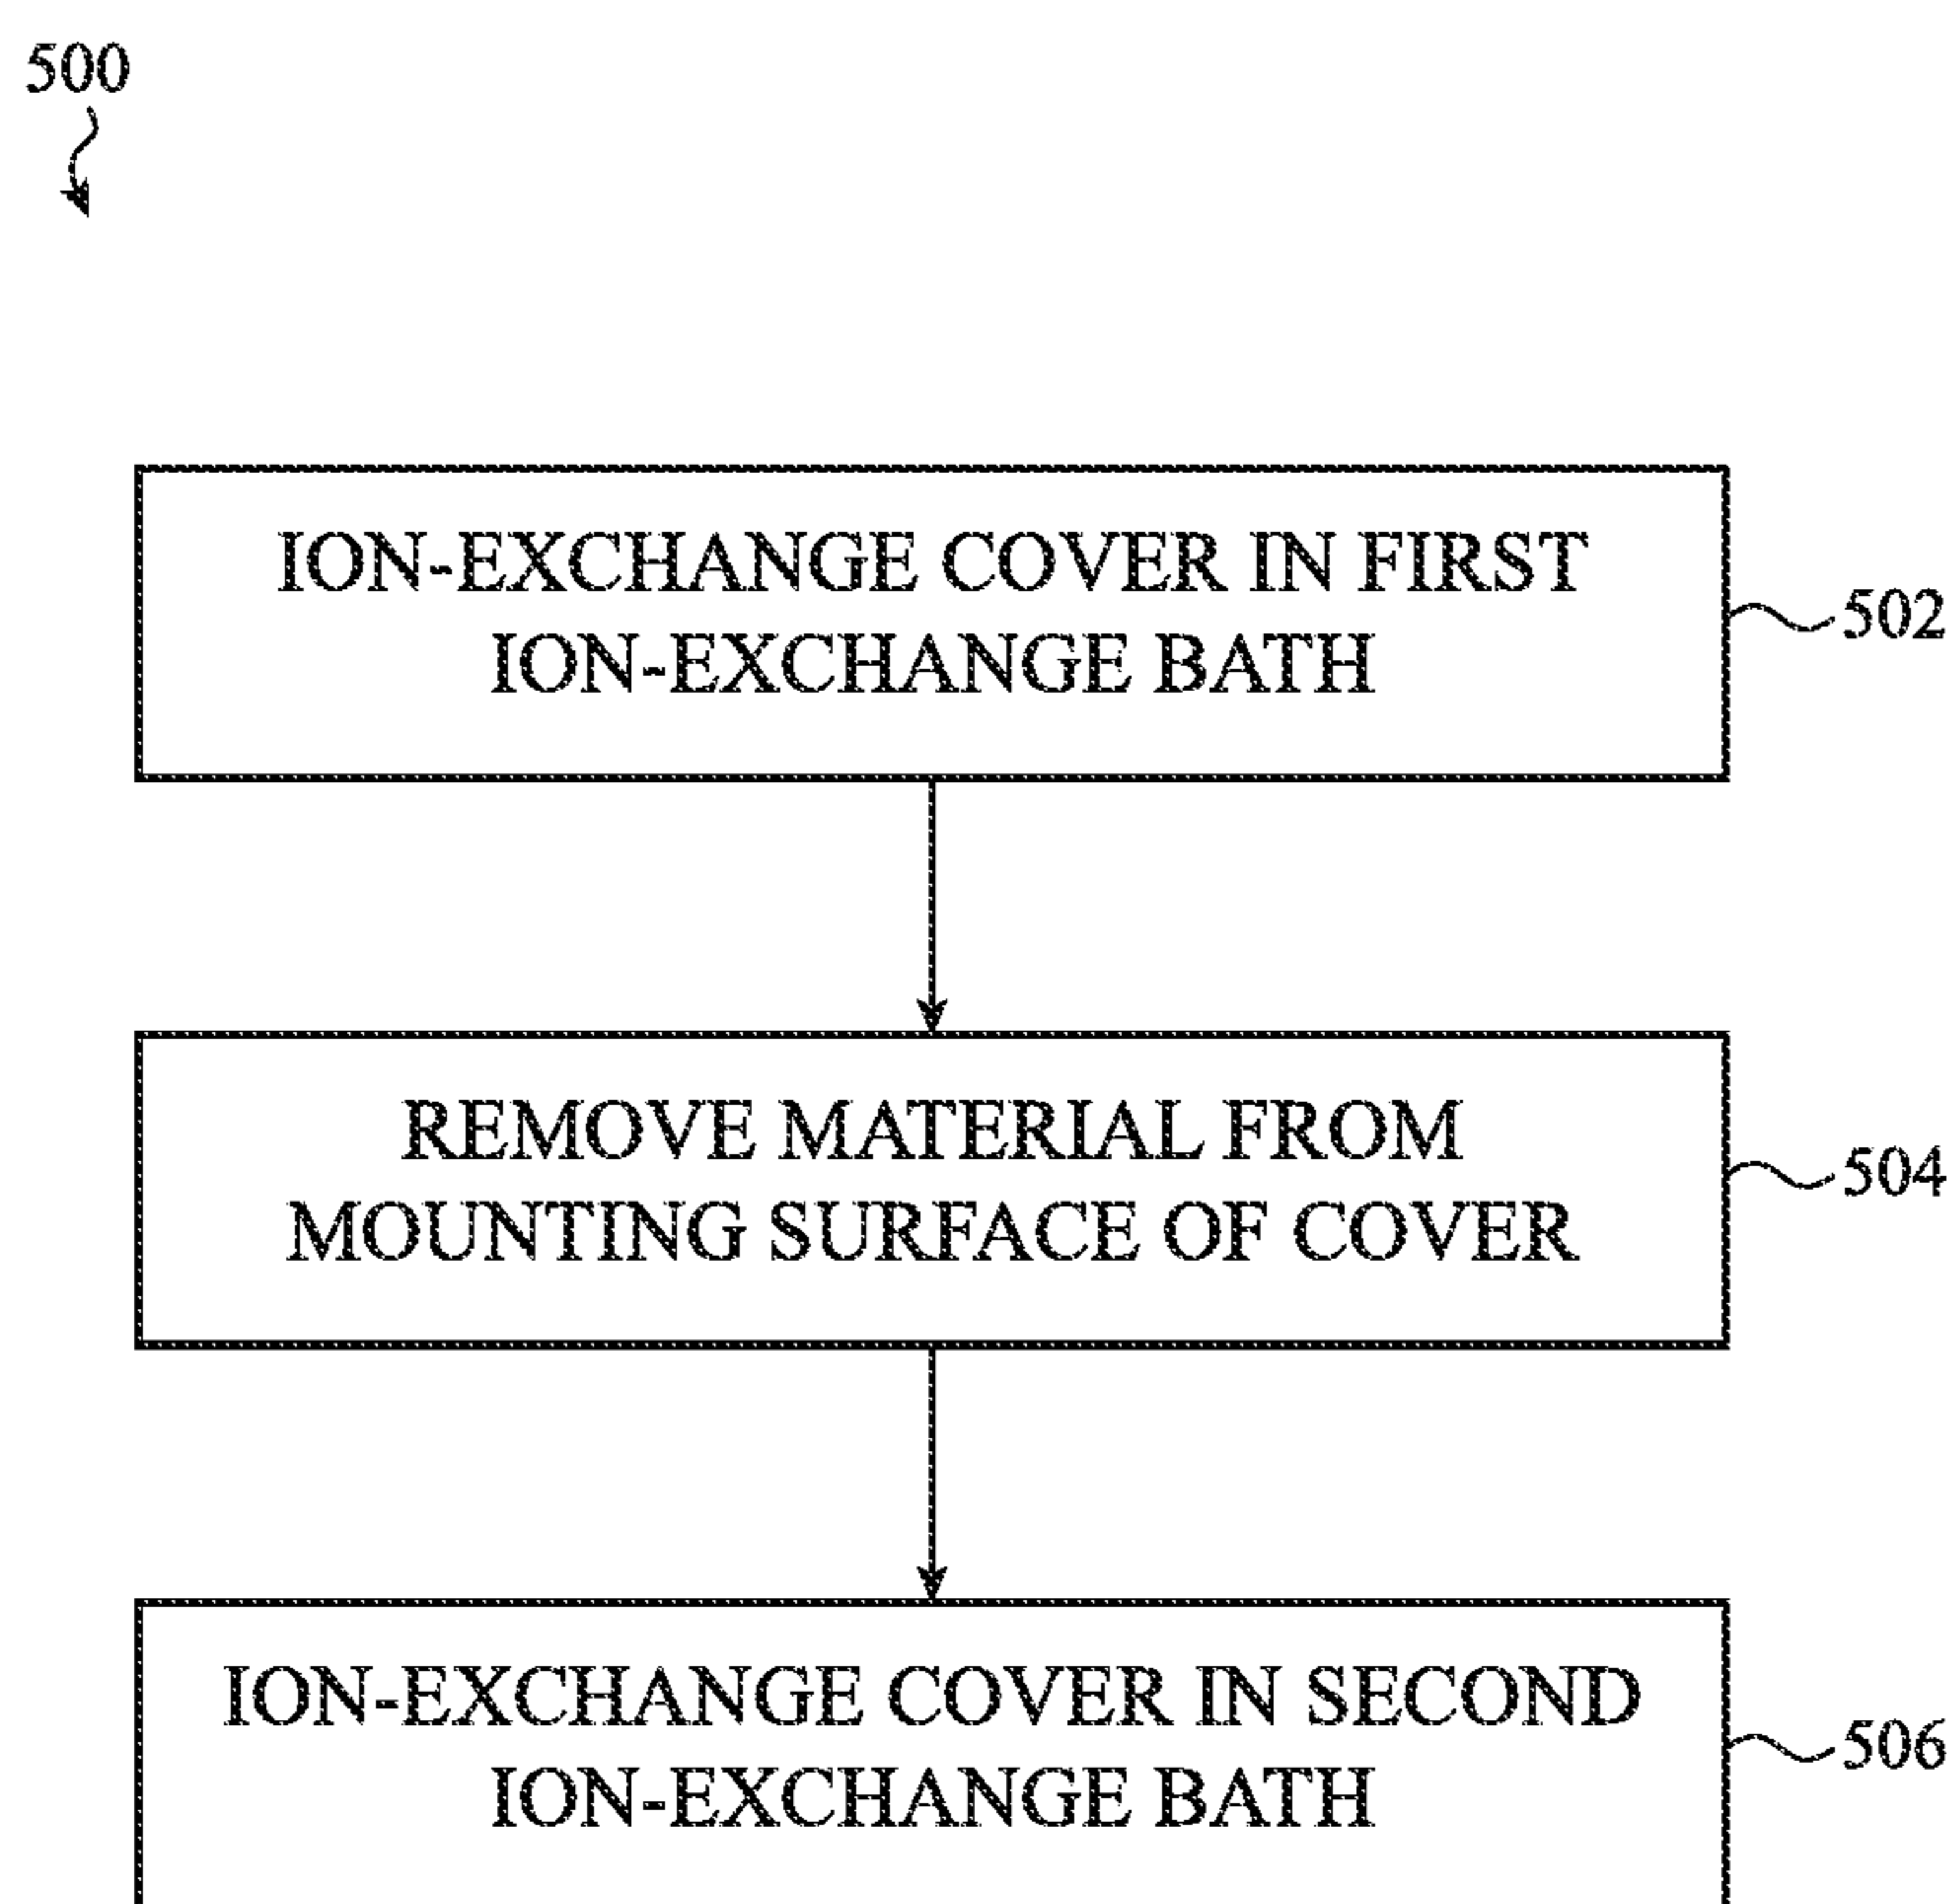 500
ION-EXCHANGE COVER IN FIRST
ION-EXCHANGE BATH
502
REMOVE MATERIAL FROM
MOUNTING SURFACE OF COVER
504
ION-EXCHANGE COVER IN SECOND
ION-EXCHANGE BATH
506